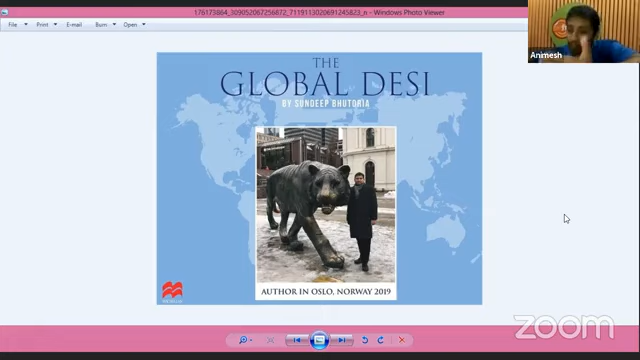 176173864_309052067256872_7119113020691245823_n - Windows Photo Viewer
File Print E-mail Burn Open
Animesh
THE
GLOBAL DESI
BY SUNDEEP BHUTORIA
AUTHOR IN OSLO, NORWAY 2019
zoom